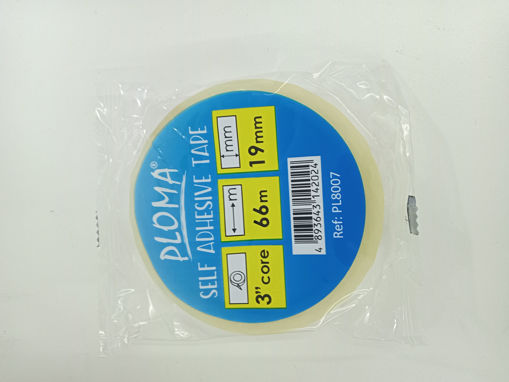 PLOMA®
SELF ADHESIVE TAPE
3" core
m
66m
mm
19mm
4 893643 142024
Ref: PL8007